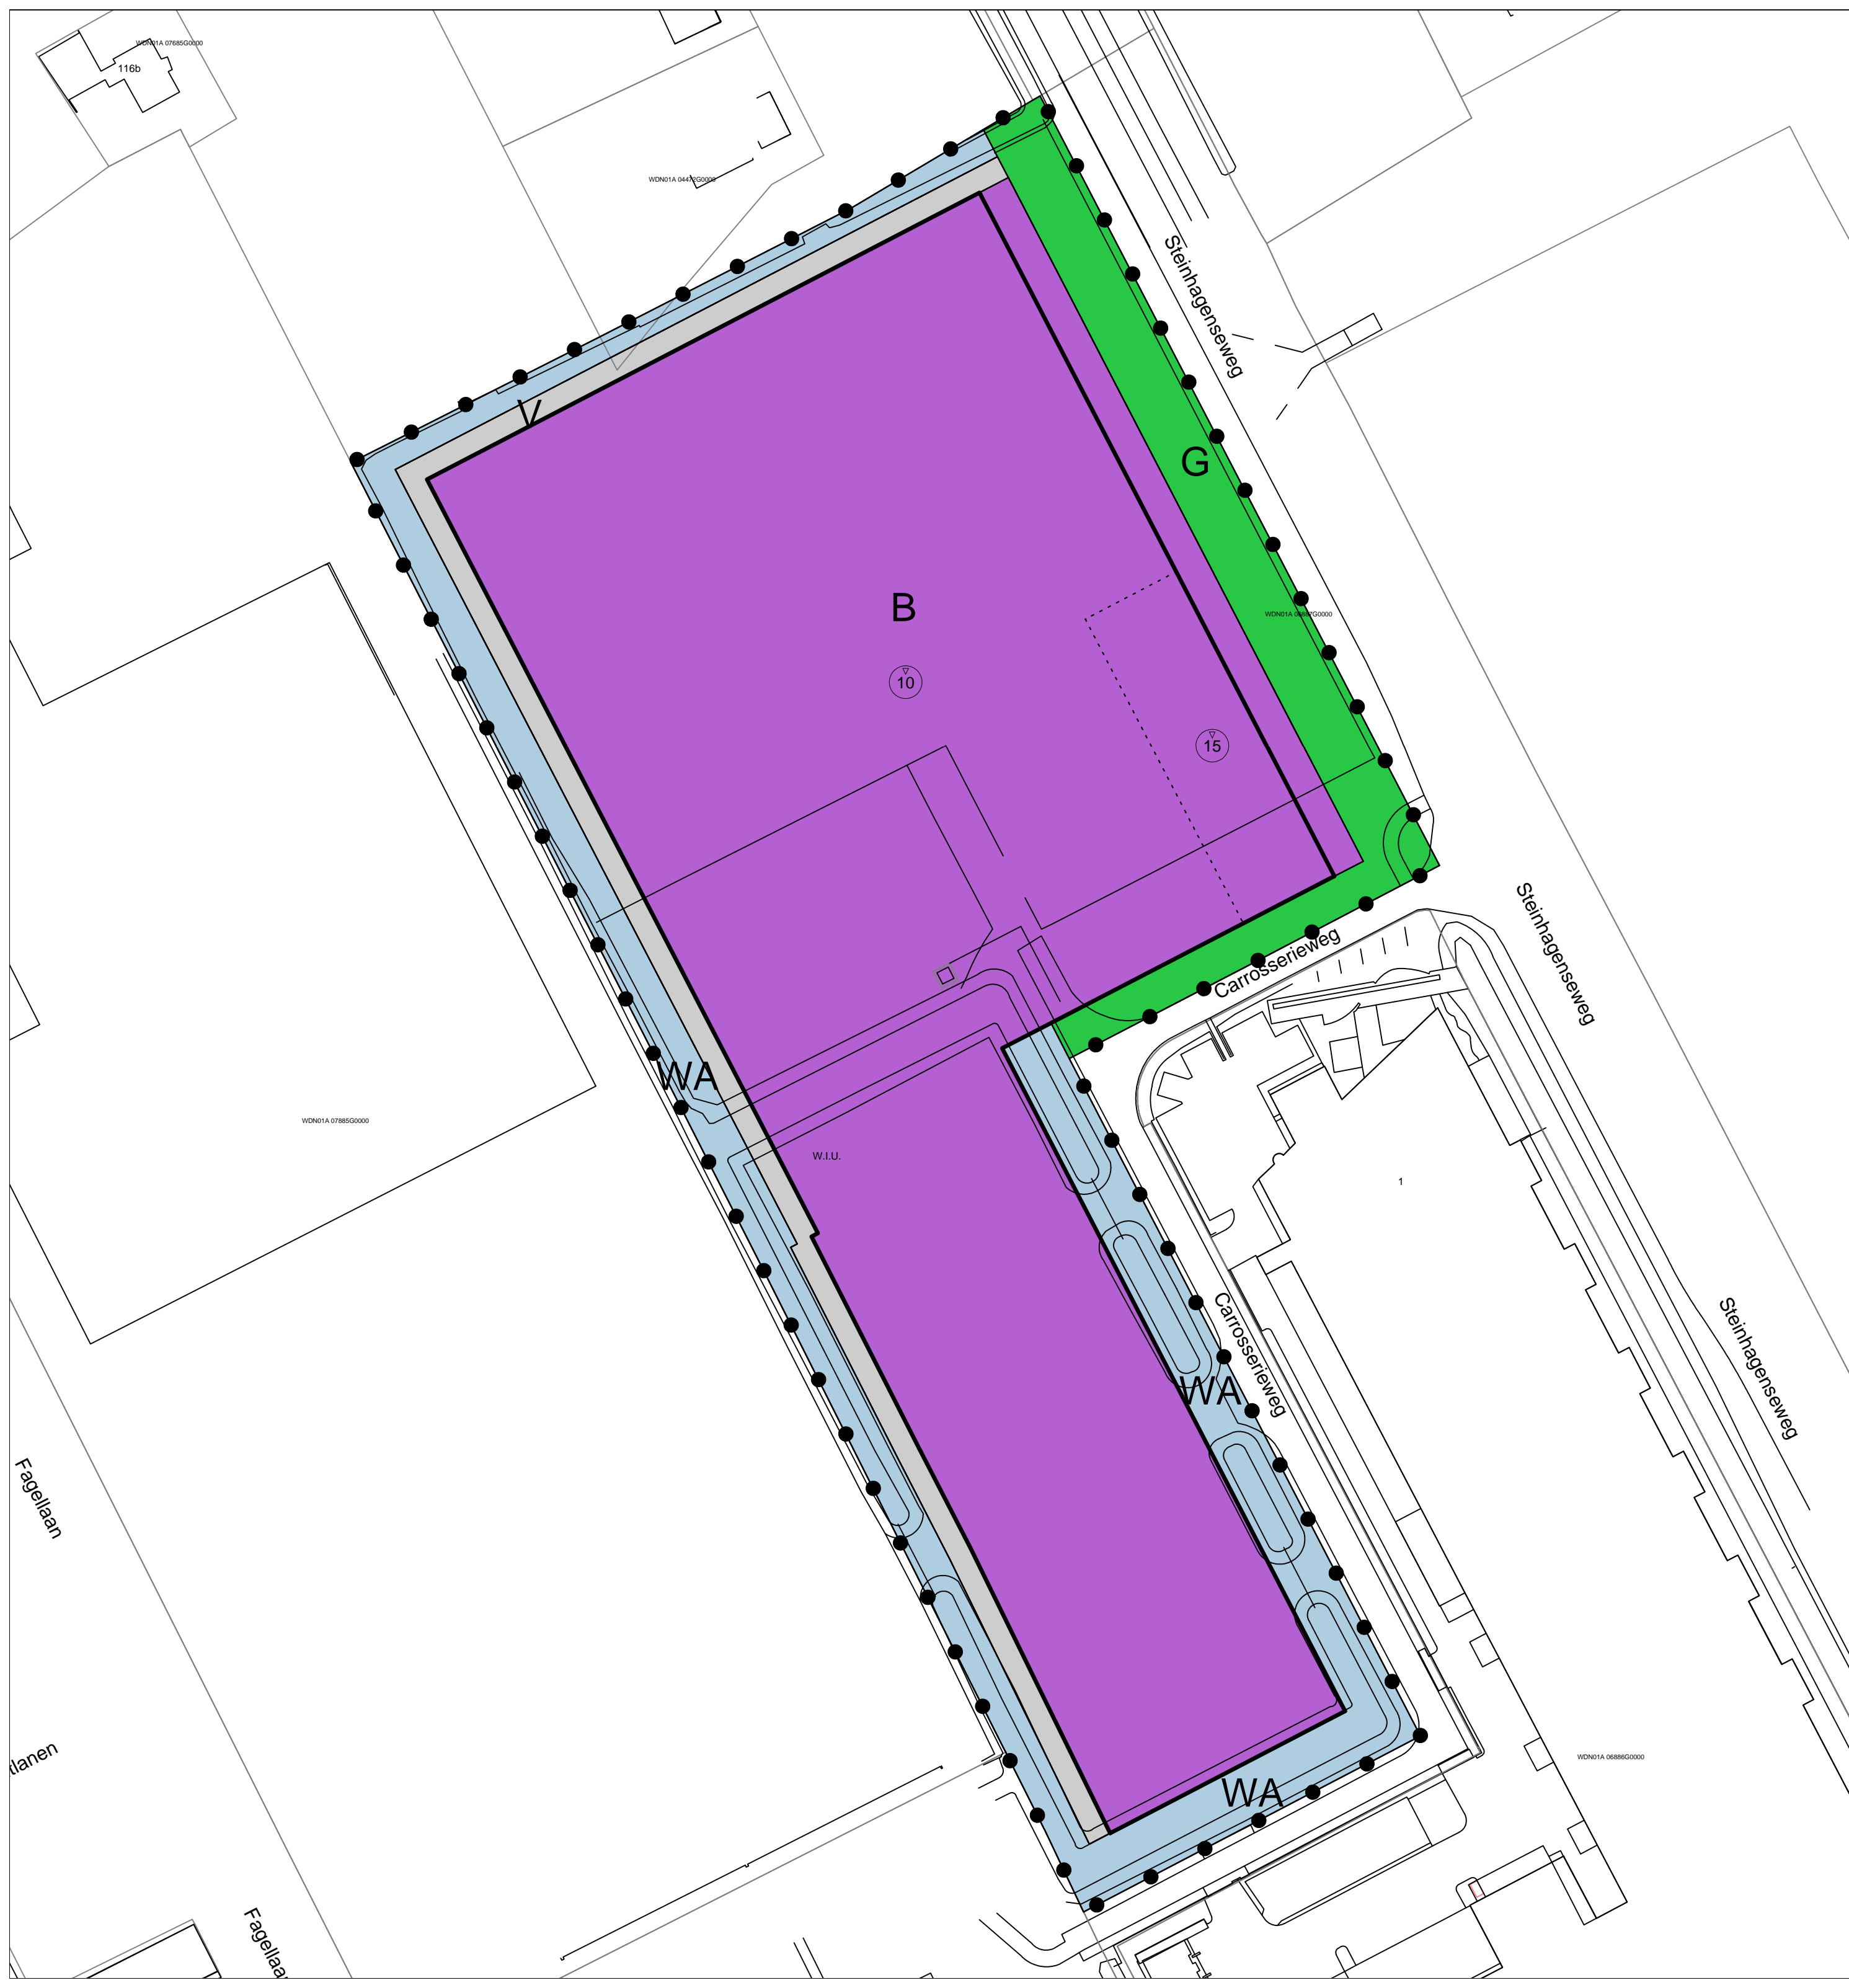 WDN01A 07685G0000
116b
WDN01A 04472G0000
Steinhagenseweg
V
G
B
WDN01A 06887G0000
10
15
Steinhagenseweg
Carrosserieweg
WA
WDN01A 07885G0000
W.I.U.
1
Carrosserieweg
Steinhagenseweg
WA
Fagellaan
tlanen
WDN01A 06886G0000
WA
Fagellaa